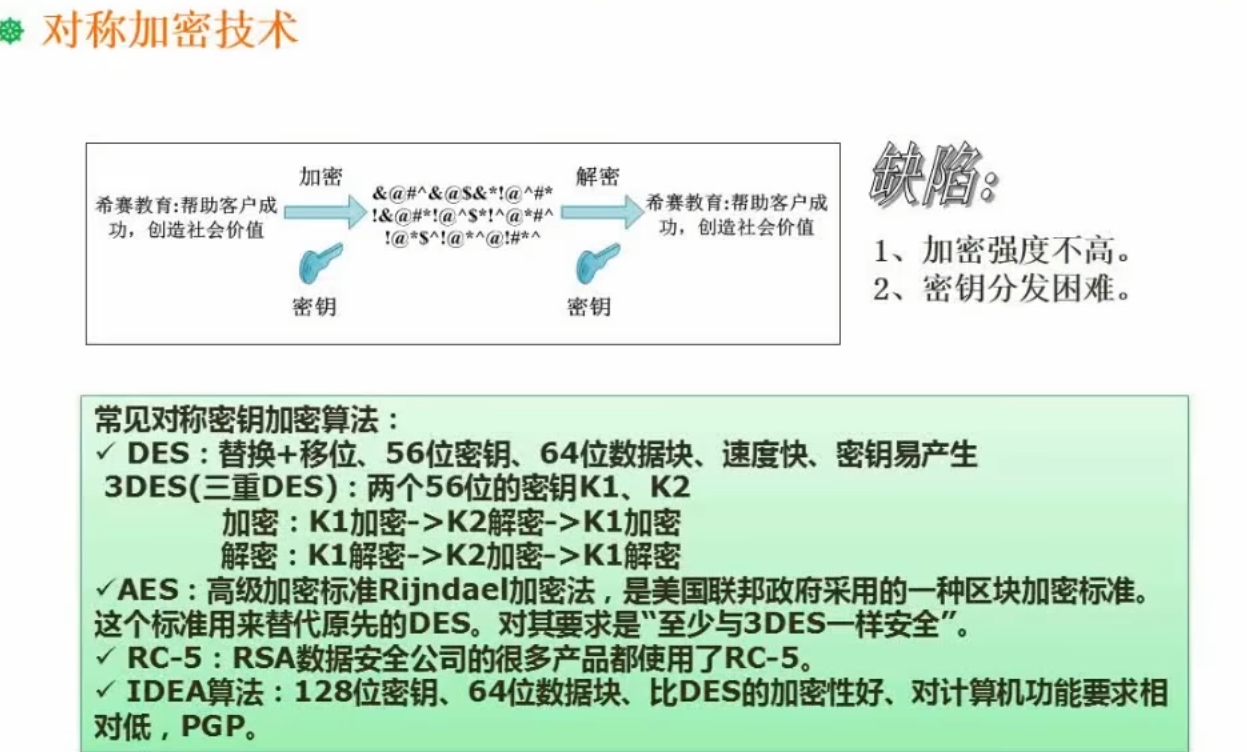 对称加密技术
加密
解密
希赛教育:帮助客户成
功，创造社会价值
&@#^&@$&*!@^#*
!&@#*!@^$*!^@*#^
!@*$^!@*^@!#*^
希赛教育:帮助客户成
功，创造社会价值
密钥
密钥
缺陷:
1、加密强度不高。
2、密钥分发困难。
常见对称密钥加密算法：
✓ DES：替换+移位、56位密钥、64位数据块、速度快、密钥易产生
3DES(三重DES)：两个56位的密钥K1、K2
加密：K1加密->K2解密->K1加密
解密：K1解密->K2加密->K1解密
✓AES：高级加密标准Rijndael加密法，是美国联邦政府采用的一种区块加密标准。
这个标准用来替代原先的DES。对其要求是“至少与3DES一样安全”。
✓ RC-5：RSA数据安全公司的很多产品都使用了RC-5。
✓ IDEA算法：128位密钥、64位数据块、比DES的加密性好、对计算机功能要求相
对低，PGP。